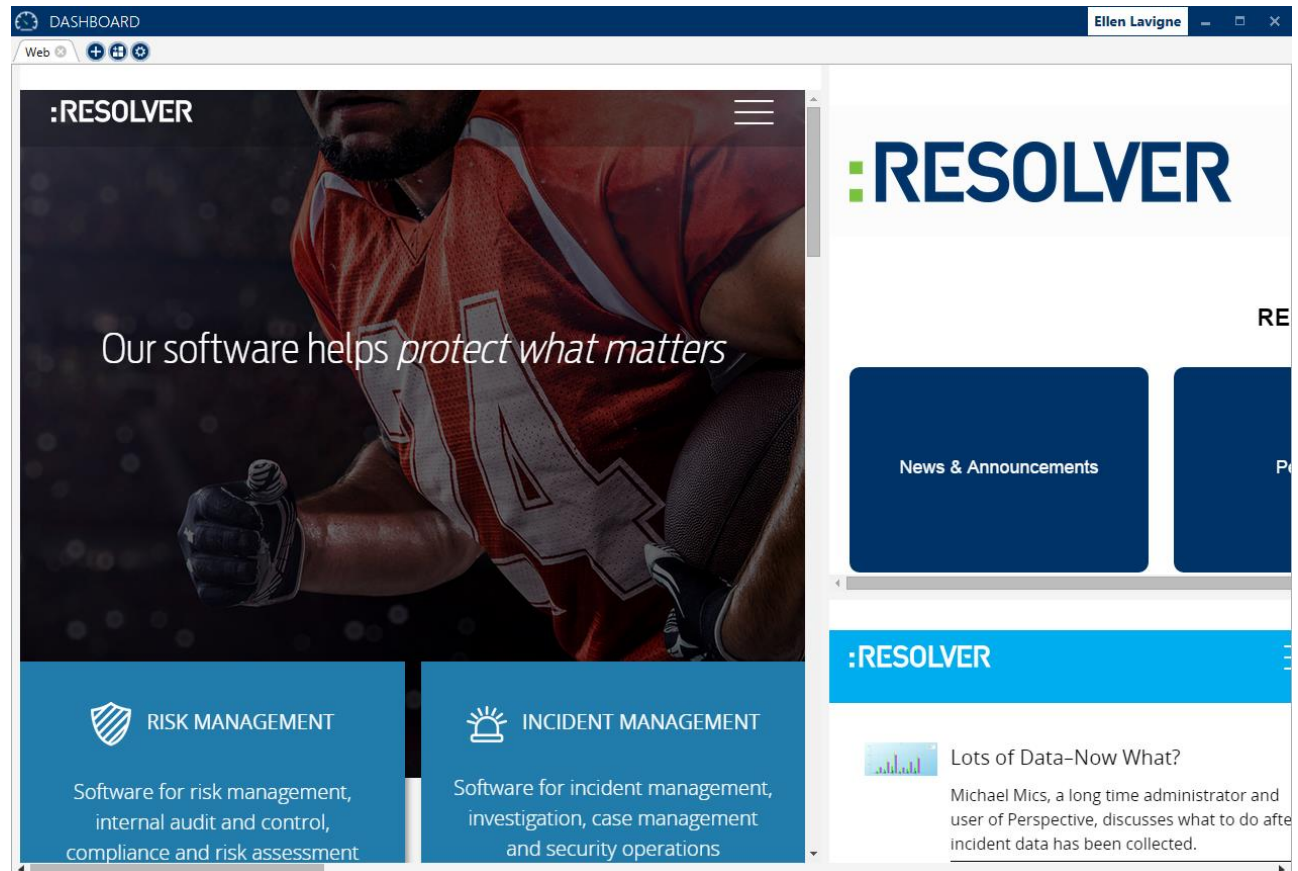 DASHBOARD
Ellen Lavigne
Web
:RESOLVER
Our software helps protect what matters
74
RISK MANAGEMENT
Software for risk management,
internal audit and control,
compliance and risk assessment
INCIDENT MANAGEMENT
Software for incident management,
investigation, case management
and security operations
:RESOLVER
RE
News & Announcements
:RESOLVER
Lots of Data–Now What?
Michael Mics, a long time administrator and
user of Perspective, discusses what to do afte
incident data has been collected.